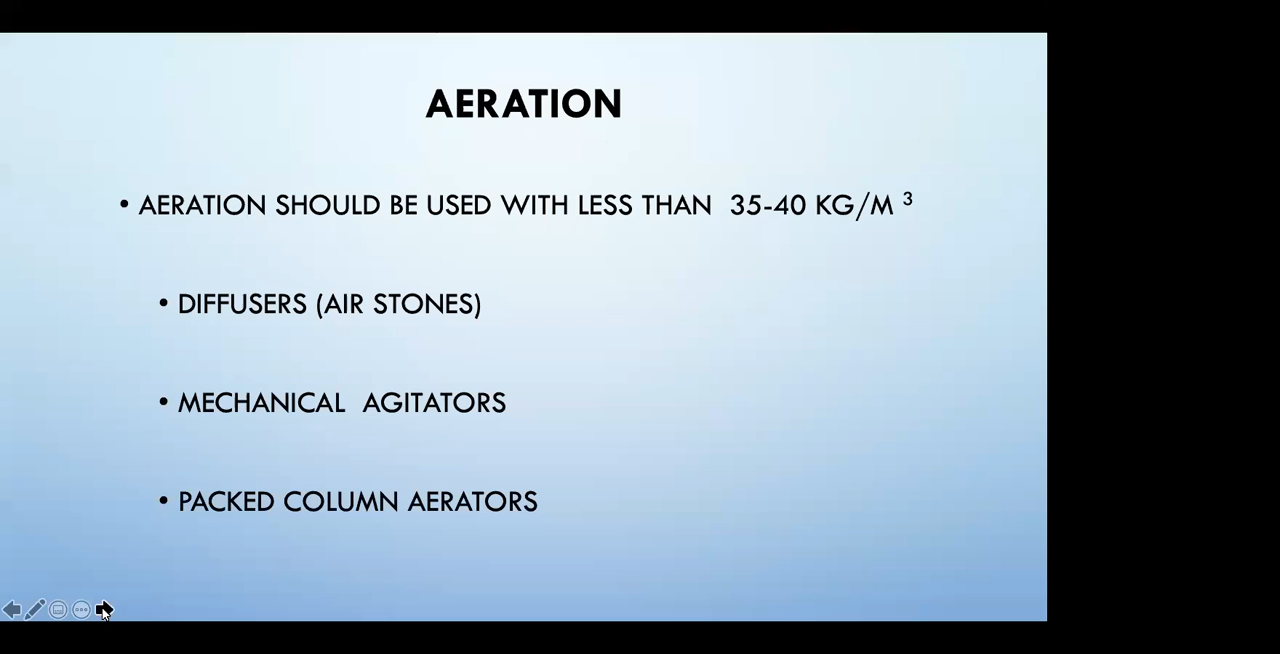 AERATION
• AERATION SHOULD BE USED WITH LESS THAN 35-40 KG/M ³
• DIFFUSERS (AIR STONES)
• MECHANICAL AGITATORS
• PACKED COLUMN AERATORS